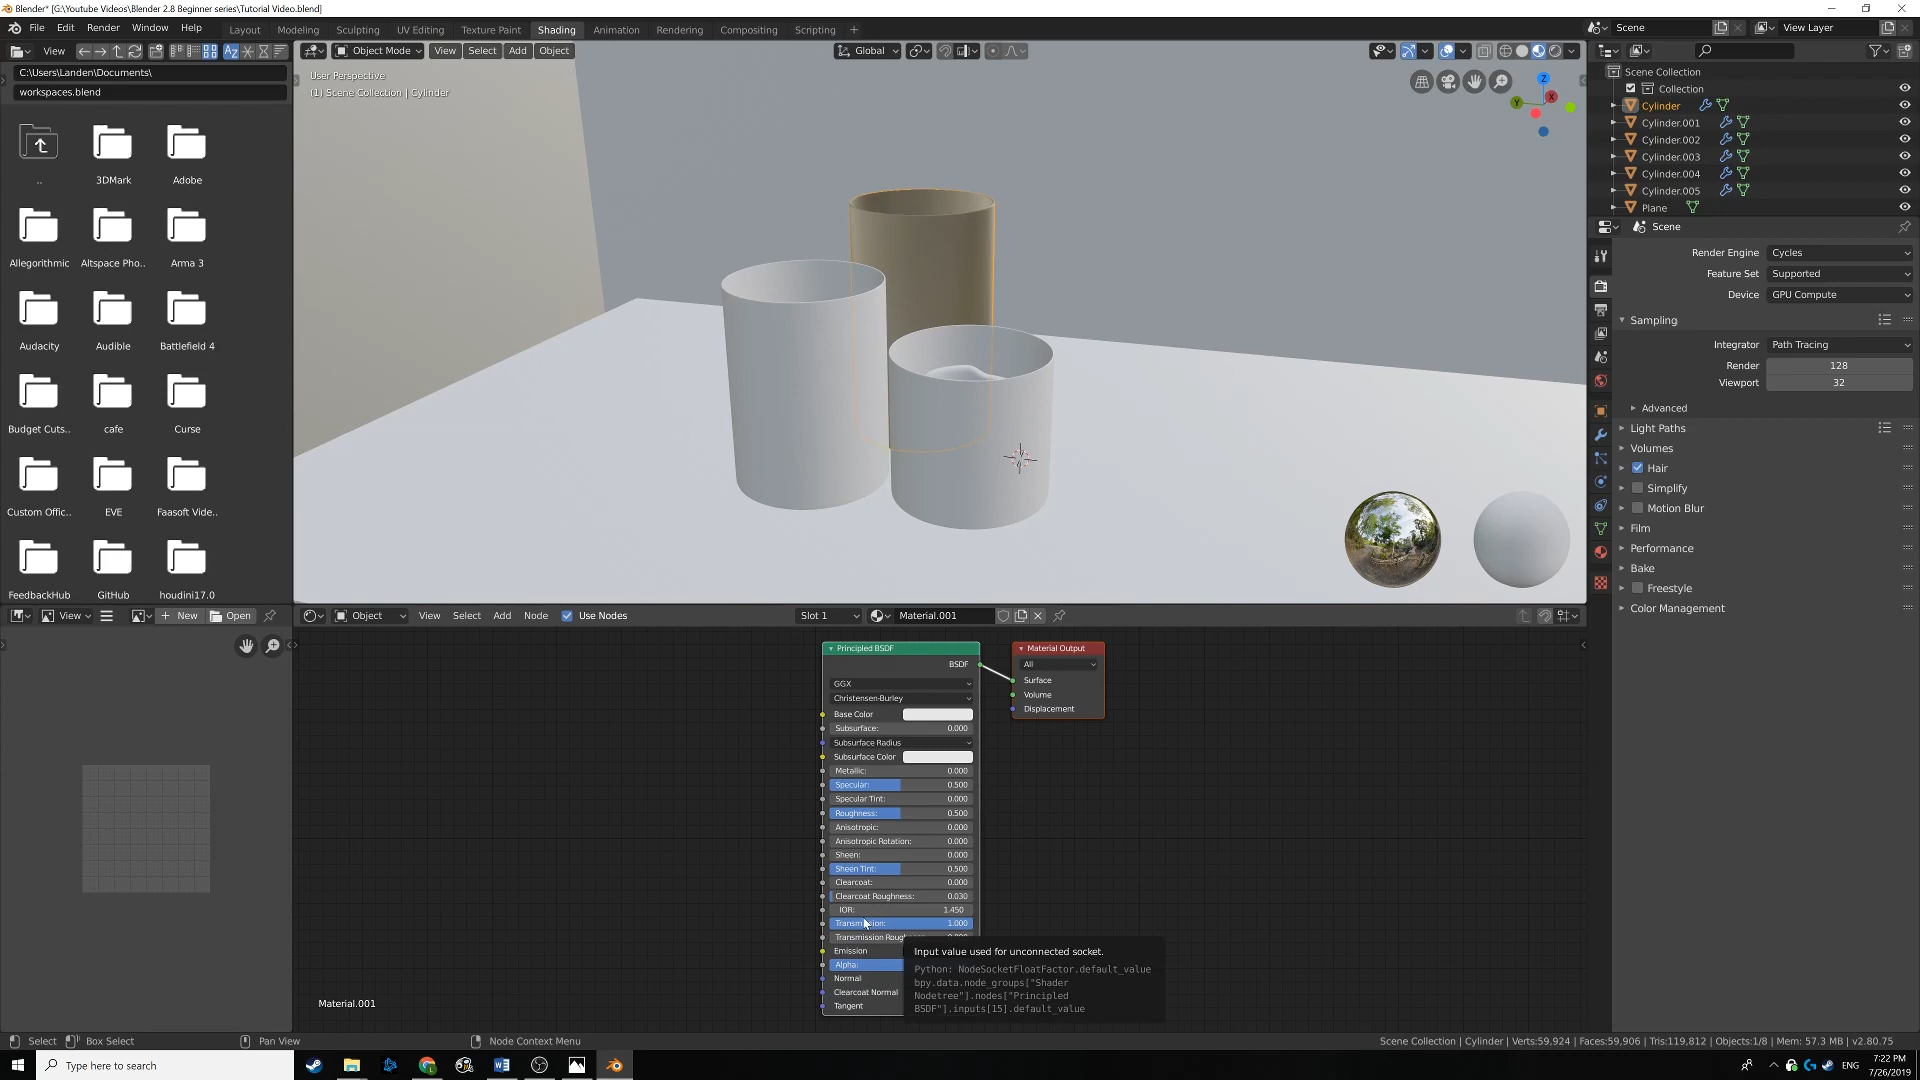 Blender* [G:\Youtube Videos\Blender 2.8 Beginner series\Tutorial Video.blend]
File Edit Render Window Help
Layout Modeling Sculpting UV Editing Texture Paint Shading Animation Rendering Compositing Scripting +
Scene
View Layer
View
C:\Users\Landen\Documents\
workspaces.blend
..
3DMark
Adobe
Allegorithmic
Altspace Pho..
Arma 3
Audacity
Audible
Battlefield 4
Budget Cuts..
cafe
Curse
Custom Offic..
EVE
Faasoft Vide..
FeedbackHub
GitHub
houdini17.0
Object Mode View Select Add Object
Global
User Perspective
(1) Scene Collection | Cylinder
Z
Y
X
Scene Collection
Collection
Cylinder
Cylinder.001
Cylinder.002
Cylinder.003
Cylinder.004
Cylinder.005
Plane
Scene
Render Engine Cycles
Feature Set Supported
Device GPU Compute
Sampling
Integrator Path Tracing
Render 128
Viewport 32
Advanced
Light Paths
Volumes
Hair
Simplify
Motion Blur
Film
Performance
Bake
Freestyle
Color Management
View
New
Open
Object View Select Add Node Use Nodes
Slot 1
Material.001
Principled BSDF
BSDF
GGX
Christensen-Burley
Base Color
Subsurface: 0.000
Subsurface Radius
Subsurface Color
Metallic: 0.000
Specular: 0.500
Specular Tint: 0.000
Roughness: 0.500
Anisotropic: 0.000
Anisotropic Rotation: 0.000
Sheen: 0.000
Sheen Tint: 0.500
Clearcoat: 0.000
Clearcoat Roughness: 0.030
IOR: 1.450
Transmission: 1.000
Transmission
Emission
Alpha:
Normal
Clearcoat Normal
Tangent
Material Output
All
Surface
Volume
Displacement
Input value used for unconnected socket.
Python: NodeSocketFloatFactor.default_value
bpy.data.node_groups["Shader
Nodetree"].nodes["Principled
BSDF"].inputs[15].default_value
Material.001
Select Box Select Pan View Node Context Menu
Scene Collection | Cylinder | Verts:59,924 | Faces:59,906 | Tris:119,812 | Objects:1/8 | Mem: 57.3 MB | v2.80.75
Type here to search
ENG
7:22 PM
7/26/2019